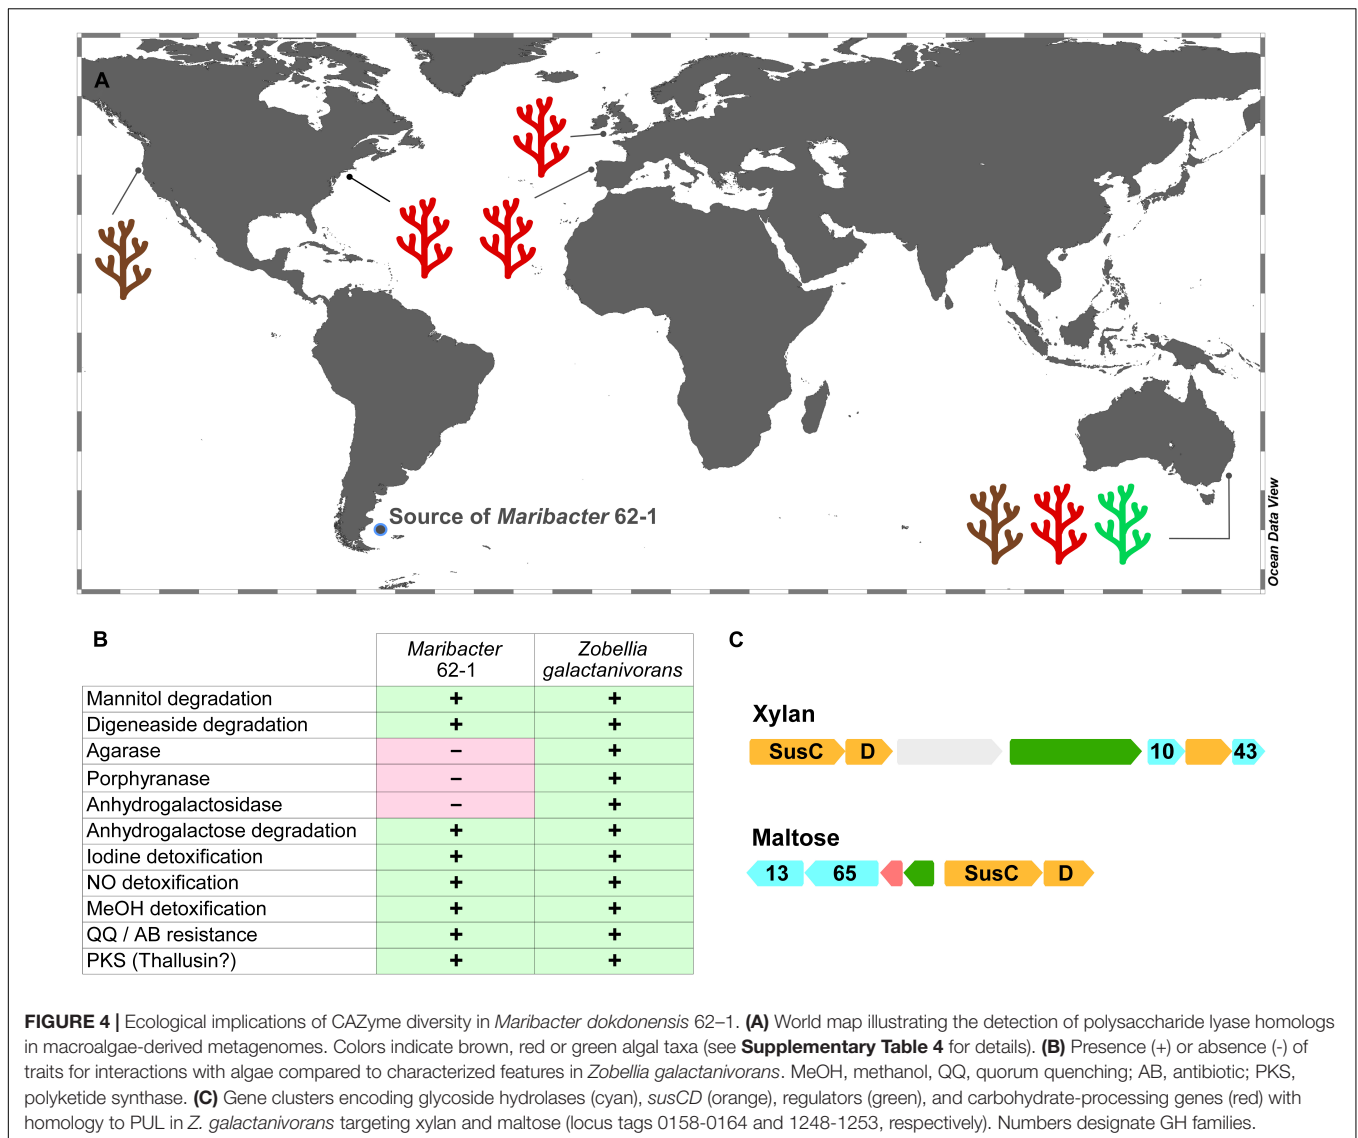 A
Source of Maribacter 62-1
Ocean Data View
B
Maribacter 62-1 Zobellia galactanivorans
Mannitol degradation + +
Digeneaside degradation + +
Agarase – +
Porphyranase – +
Anhydrogalactosidase – +
Anhydrogalactose degradation + +
Iodine detoxification + +
NO detoxification + +
MeOH detoxification + +
QQ / AB resistance + +
PKS (Thallusin?) + +
C
Xylan
SusC D 10 43
Maltose
13 65 SusC D
FIGURE 4 | Ecological implications of CAZyme diversity in Maribacter dokdonensis 62–1. (A) World map illustrating the detection of polysaccharide lyase homologs
in macroalgae-derived metagenomes. Colors indicate brown, red or green algal taxa (see Supplementary Table 4 for details). (B) Presence (+) or absence (-) of
traits for interactions with algae compared to characterized features in Zobellia galactanivorans. MeOH, methanol, QQ, quorum quenching; AB, antibiotic; PKS,
polyketide synthase. (C) Gene clusters encoding glycoside hydrolases (cyan), susCD (orange), regulators (green), and carbohydrate-processing genes (red) with
homology to PUL in Z. galactanivorans targeting xylan and maltose (locus tags 0158-0164 and 1248-1253, respectively). Numbers designate GH families.